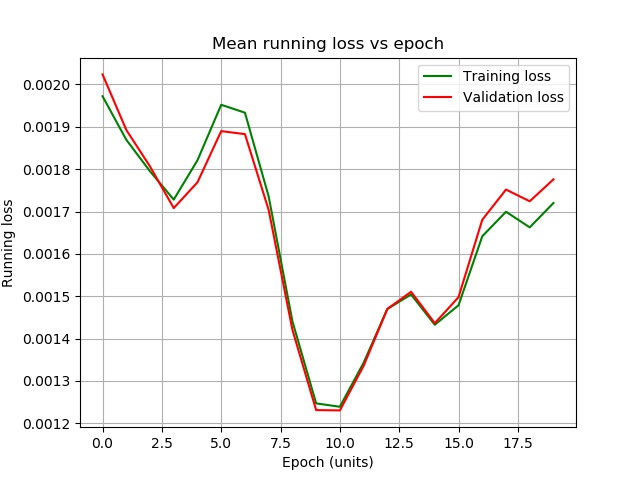 Mean running loss vs epoch
Training loss
Validation loss
0.0020
0.0019
0.0018
0.0017
0.0016
0.0015
0.0014
0.0013
0.0012
Running loss
0.0 2.5 5.0 7.5 10.0 12.5 15.0 17.5
Epoch (units)